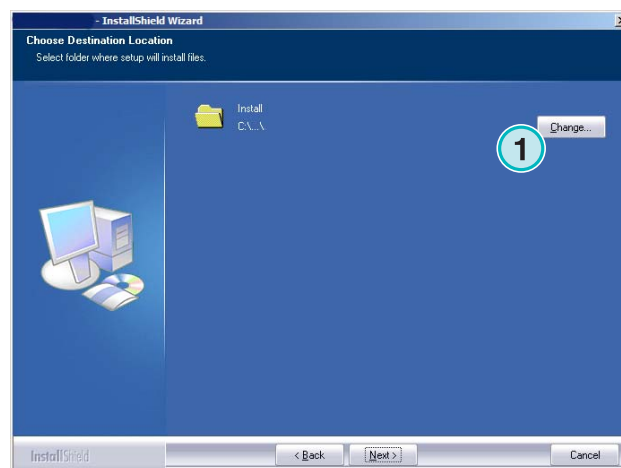 - InstallShield Wizard
Choose Destination Location
Select folder where setup will install files.
Install
C:\...\
Change...
1
InstallShield
< Back
Next >
Cancel